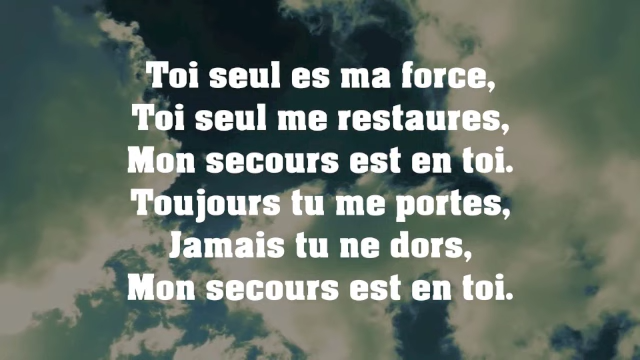 Toi seul es ma force,
Toi seul me restaures,
Mon secours est en toi.
Toujours tu me portes,
Jamais tu ne dors,
Mon secours est en toi.